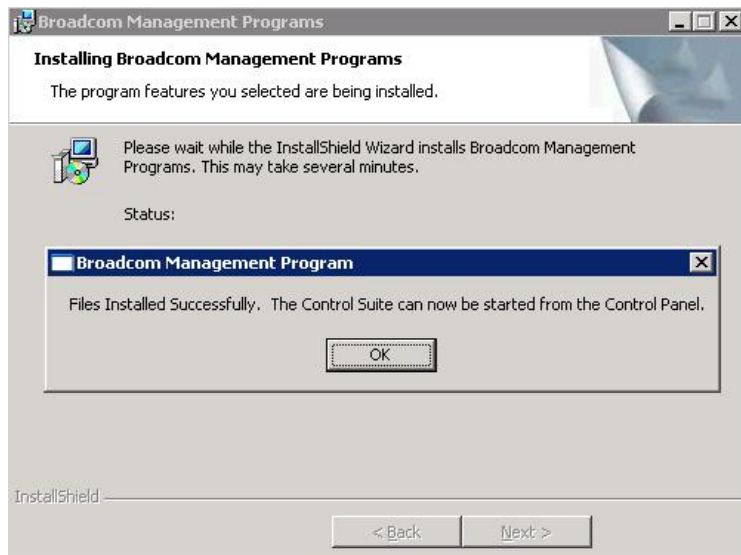 Broadcom Management Programs
Installing Broadcom Management Programs
The program features you selected are being installed.
Please wait while the InstallShield Wizard installs Broadcom Management
Programs. This may take several minutes.
Status:
Broadcom Management Program
Files Installed Successfully.  The Control Suite can now be started from the Control Panel.
OK
InstallShield
< Back
Next >